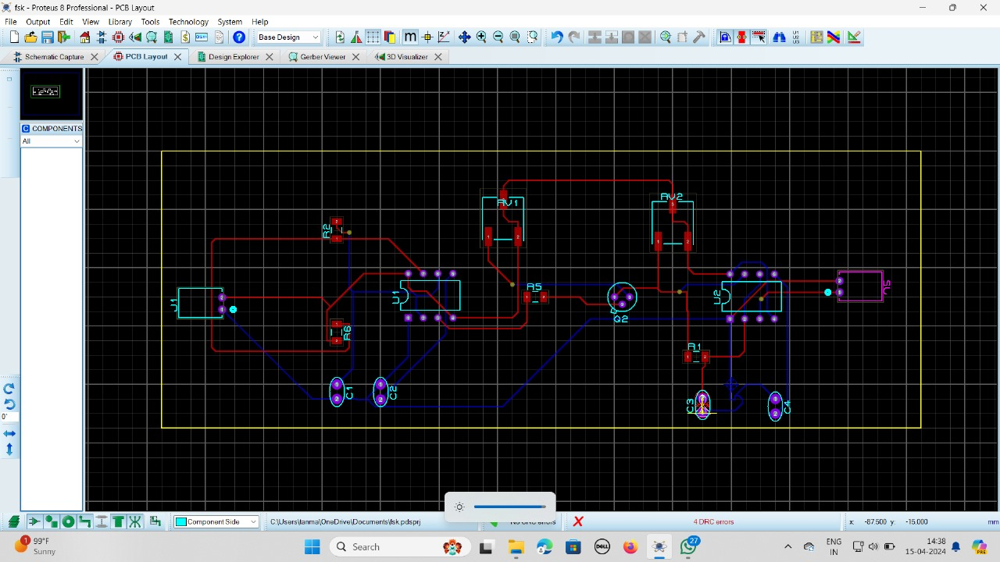 fsk - Proteus 8 Professional - PCB Layout
File Output Edit View Library Tools Technology System Help
Base Design
Schematic Capture PCB Layout Design Explorer Gerber Viewer 3D Visualizer
COMPONENTS
All
RV1
RV2
R2
J1
U1
R5
Q2
U2
R6
R1
C1
C2
C3
C4
0°
Component Side
C:\Users\tanma\OneDrive\Documents\fsk.pdsprj
No CRC errors
4 DRC errors
x: -87.500 y: -15.000 mm
99°F
Sunny
Search
27
ENG
IN
14:38
15-04-2024